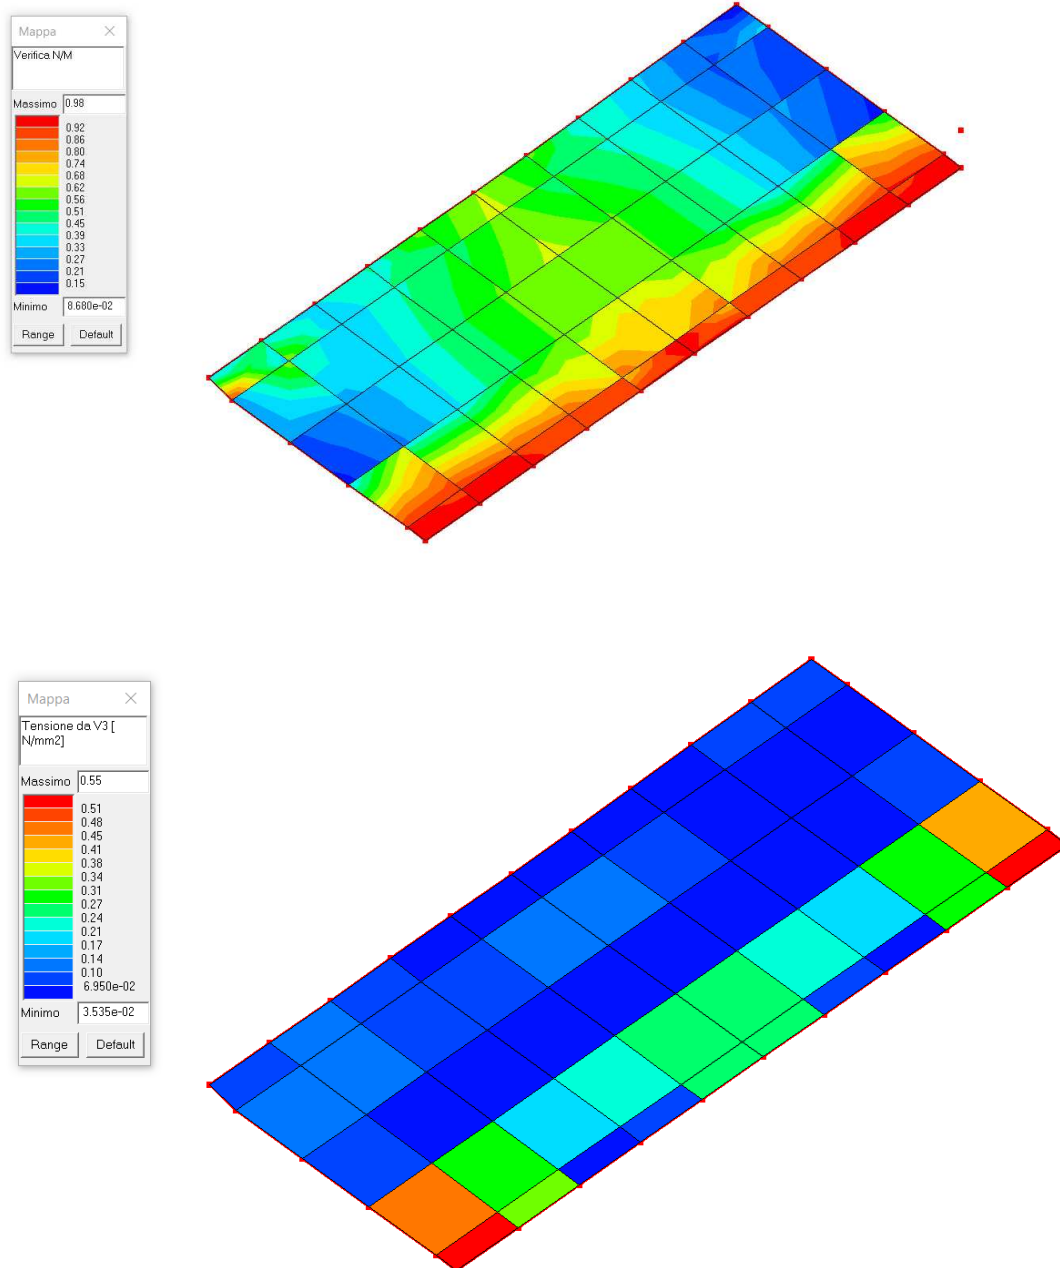 Mappa
Verifica N/M
Massimo 0.98
0.92
0.86
0.80
0.74
0.68
0.62
0.56
0.51
0.45
0.39
0.33
0.27
0.21
0.15
Minimo 8.680e-02
Range Default
Mappa
Tensione da V3 [
N/mm2]
Massimo 0.55
0.51
0.48
0.45
0.41
0.38
0.34
0.31
0.27
0.24
0.21
0.17
0.14
0.10
6.950e-02
Minimo 3.535e-02
Range Default